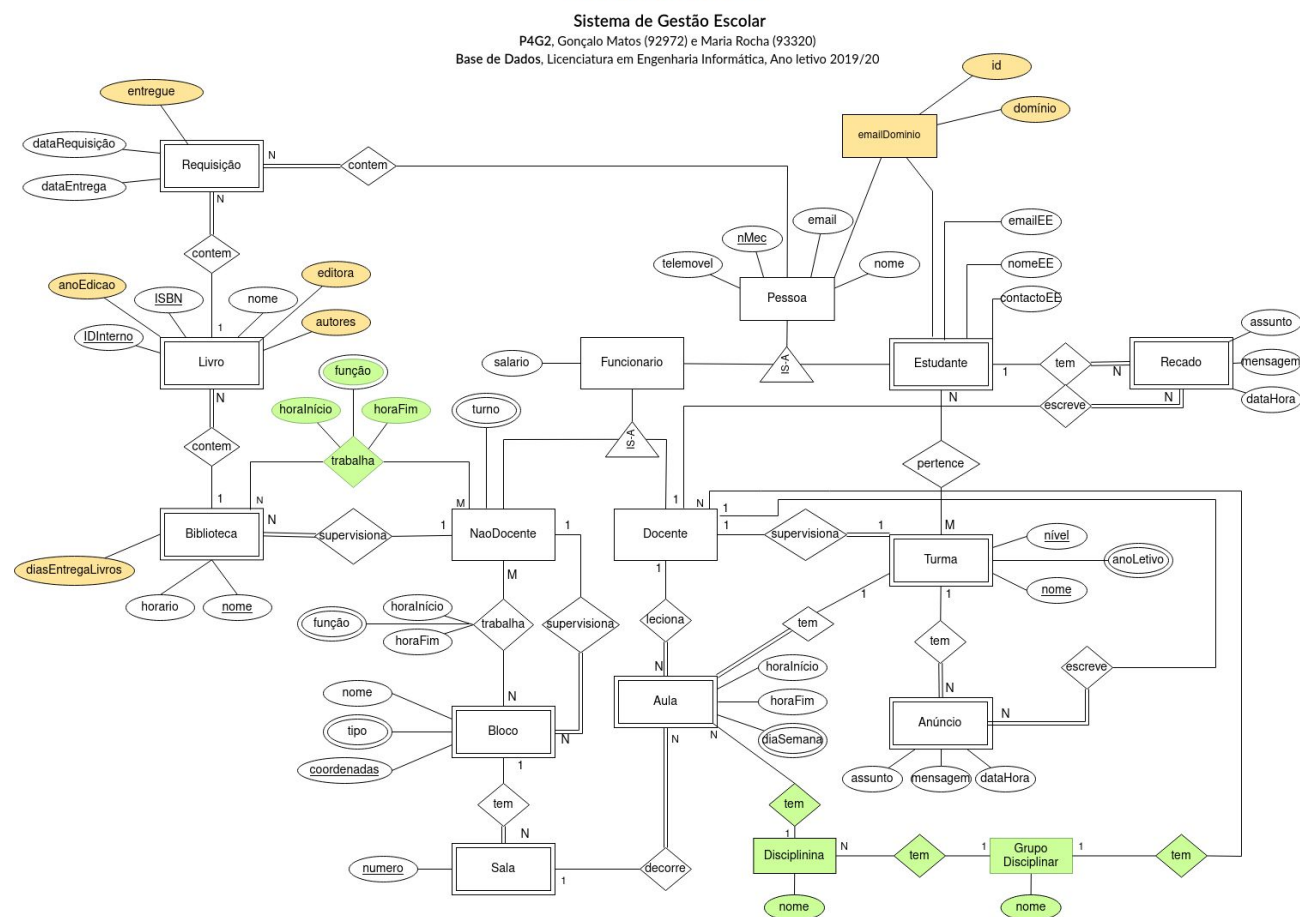 Sistema de Gestão Escolar
P4G2, Gonçalo Matos (92972) e Maria Rocha (93320)
Base de Dados, Licenciatura em Engenharia Informática, Ano letivo 2019/20
id
entregue
domínio
emailDominio
dataRequisição
N
Requisição
contem
dataEntrega
N
emailEE
email
nMec
contem
telemovel
nome
nomeEE
editora
anoEdicao
ISBN
nome
Pessoa
contactoEE
autores
1
assunto
IDInterno
Livro
salario
Funcionario
IS-A
Estudante
1
tem
N
Recado
mensagem
função
N
N
N
dataHora
horaInício
horaFim
turno
escreve
IS-A
contem
trabalha
pertence
1
N
M
1
N
1
N
1
1
1
1
M
Biblioteca
supervisiona
NaoDocente
Docente
supervisiona
Turma
nível
anoLetivo
diasEntregaLivros
1
M
nome
horario
nome
horaInício
1
1
função
trabalha
supervisiona
leciona
tem
horaFim
tem
N
horaInício
escreve
nome
N
N
Aula
horaFim
N
tipo
Bloco
N
N
N
diaSemana
Anúncio
coordenadas
1
assunto
mensagem
dataHora
tem
tem
N
1
Disciplinina
N
tem
1
Grupo
Disciplinar
1
tem
numero
Sala
1
decorre
nome
nome